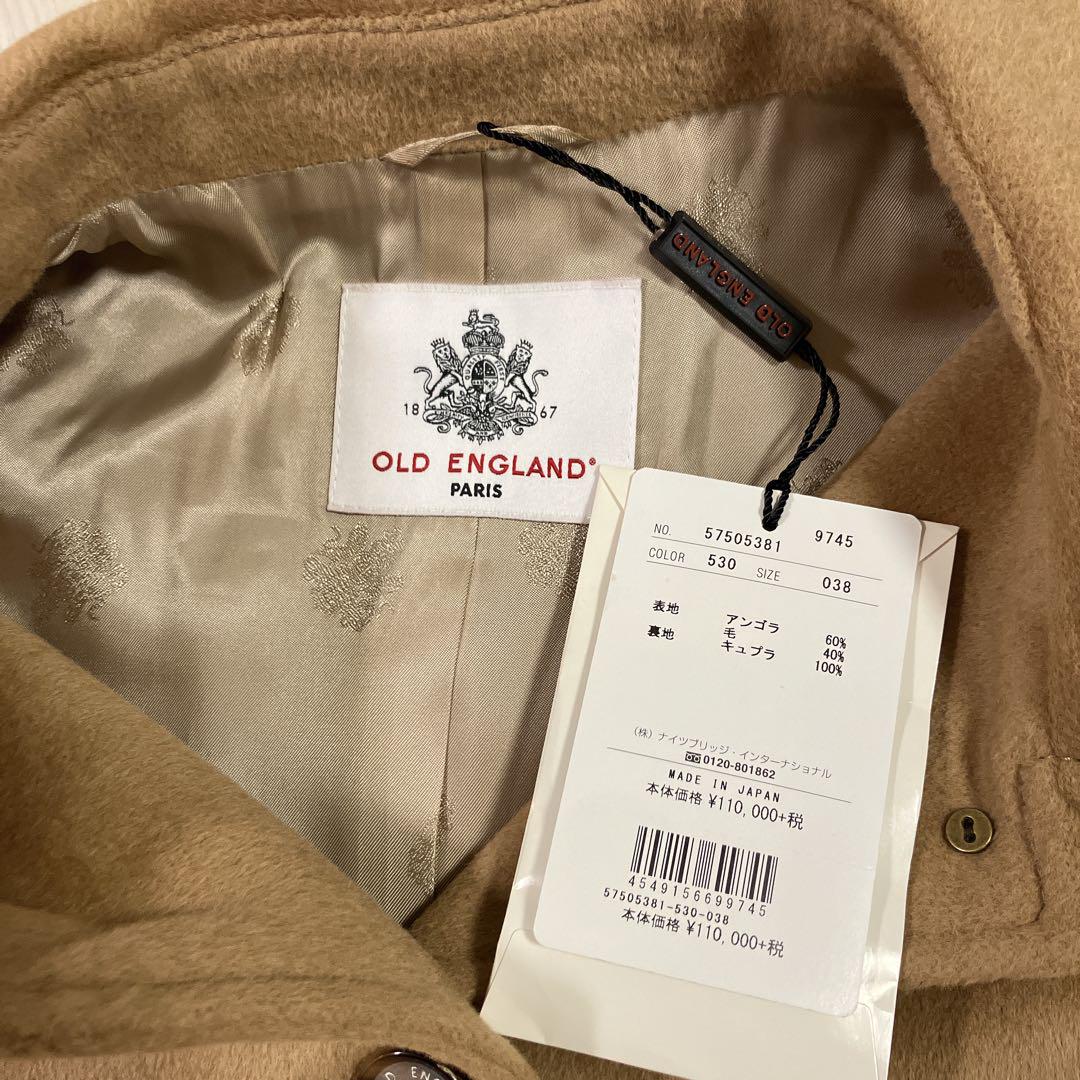 OLD ENGLAND
18 67
OLD ENGLAND®
PARIS
NO. 57505381 9745
COLOR 530 SIZE 038
表地 アンゴラ 60%
毛 40%
裏地 キュプラ 100%
(株)ナイツブリッジ・インターナショナル
0120-801862
MADE IN JAPAN
本体価格 ¥110,000+税
4549156699745
57505381-530-038
本体価格 ¥110,000+税
D ENG